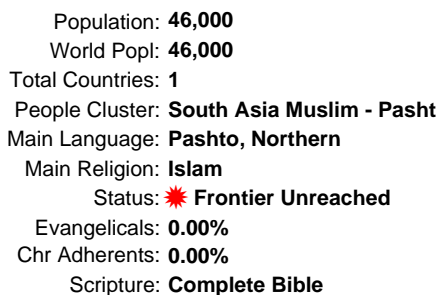 Population: 46,000
World Popl: 46,000
Total Countries: 1
People Cluster: South Asia Muslim - Pasht
Main Language: Pashto, Northern
Main Religion: Islam
Status: Frontier Unreached
Evangelicals: 0.00%
Chr Adherents: 0.00%
Scripture: Complete Bible